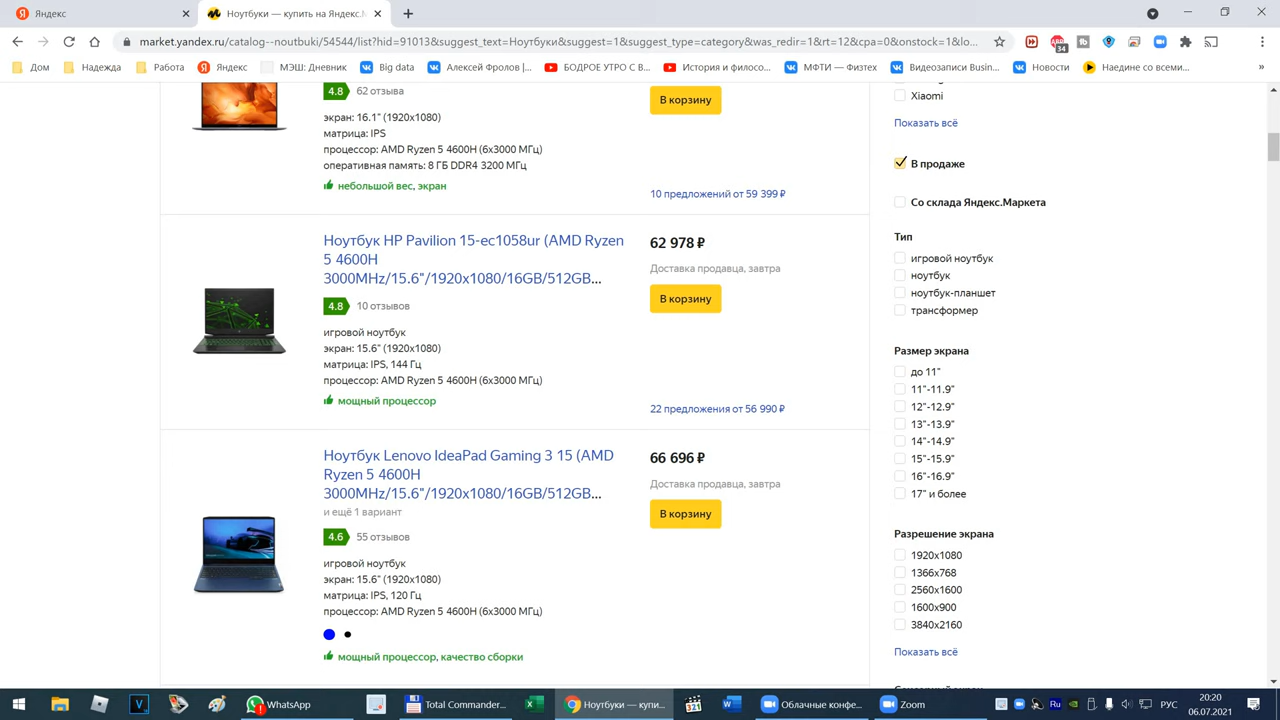 Яндекс
Ноутбуки — купить на Яндекс.М
market.yandex.ru/catalog--noutbuki/54544/list?hid=91013&suggest_text=Ноутбуки&suggest=1&suggest_type=category&was_redir=1&rt=12&cpa=0&onstock=1&lo...
34
Дом
Надежда
Работа
Яндекс
МЭШ: Дневник
Big data
Алексей Фролов |...
БОДРОЕ УТРО С В...
История и филосо...
МФТИ — Физтех
Видеозаписи Busin...
Новости
Наедине со всеми...
»
4.8 62 отзыва
экран: 16.1" (1920x1080)
матрица: IPS
процессор: AMD Ryzen 5 4600H (6x3000 МГц)
оперативная память: 8 ГБ DDR4 3200 МГц
небольшой вес, экран
В корзину
10 предложений от 59 399 ₽
Ноутбук HP Pavilion 15-ec1058ur (AMD Ryzen
5 4600H
3000MHz/15.6"/1920x1080/16GB/512GB...
4.8 10 отзывов
игровой ноутбук
экран: 15.6" (1920x1080)
матрица: IPS, 144 Гц
процессор: AMD Ryzen 5 4600H (6x3000 МГц)
мощный процессор
62 978 ₽
Доставка продавца, завтра
В корзину
22 предложения от 56 990 ₽
Ноутбук Lenovo IdeaPad Gaming 3 15 (AMD
Ryzen 5 4600H
3000MHz/15.6"/1920x1080/16GB/512GB...
и ещё 1 вариант
4.6 55 отзывов
игровой ноутбук
экран: 15.6" (1920x1080)
матрица: IPS, 120 Гц
процессор: AMD Ryzen 5 4600H (6x3000 МГц)
мощный процессор, качество сборки
66 696 ₽
Доставка продавца, завтра
В корзину
Xiaomi
Показать всё
В продаже
Со склада Яндекс.Маркета
Тип
игровой ноутбук
ноутбук
ноутбук-планшет
трансформер
Размер экрана
до 11"
11"-11.9"
12"-12.9"
13"-13.9"
14"-14.9"
15"-15.9"
16"-16.9"
17" и более
Разрешение экрана
1920x1080
1366x768
2560x1600
1600x900
3840x2160
Показать всё
WhatsApp
Total Commander...
Ноутбуки — купи...
Облачные конфе...
Zoom
РУС
20:20
06.07.2021